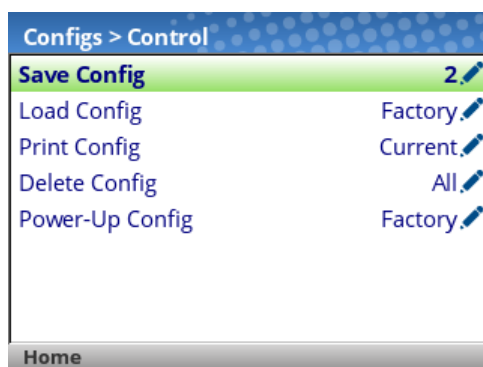 Configs > Control
Save Config 2
Load Config Factory
Print Config Current
Delete Config All
Power-Up Config Factory
Home